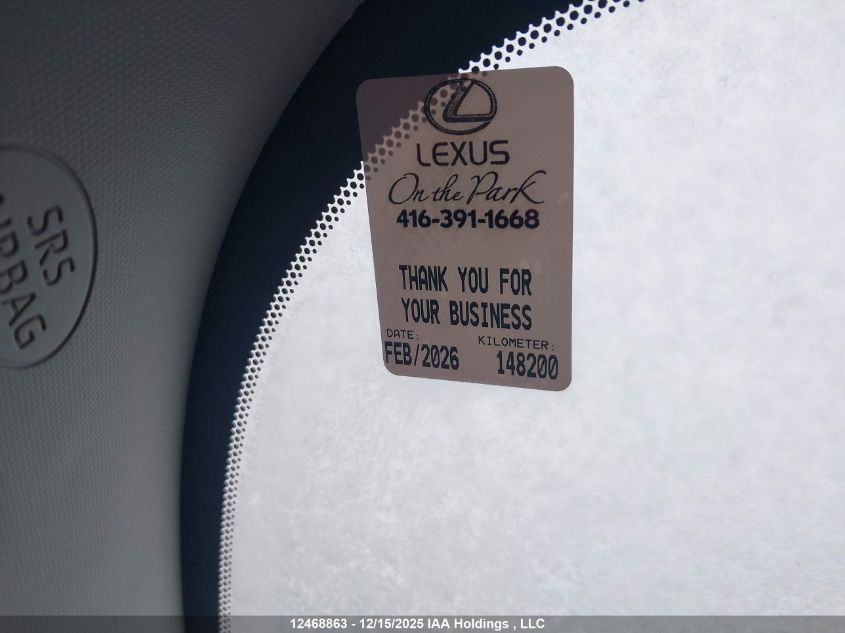 SRS
AIRBAG
LEXUS
On the Park
416-391-1668
THANK YOU FOR
YOUR BUSINESS
DATE: KILOMETER:
FEB/2026 148200
12468863 - 12/15/2025 IAA Holdings , LLC